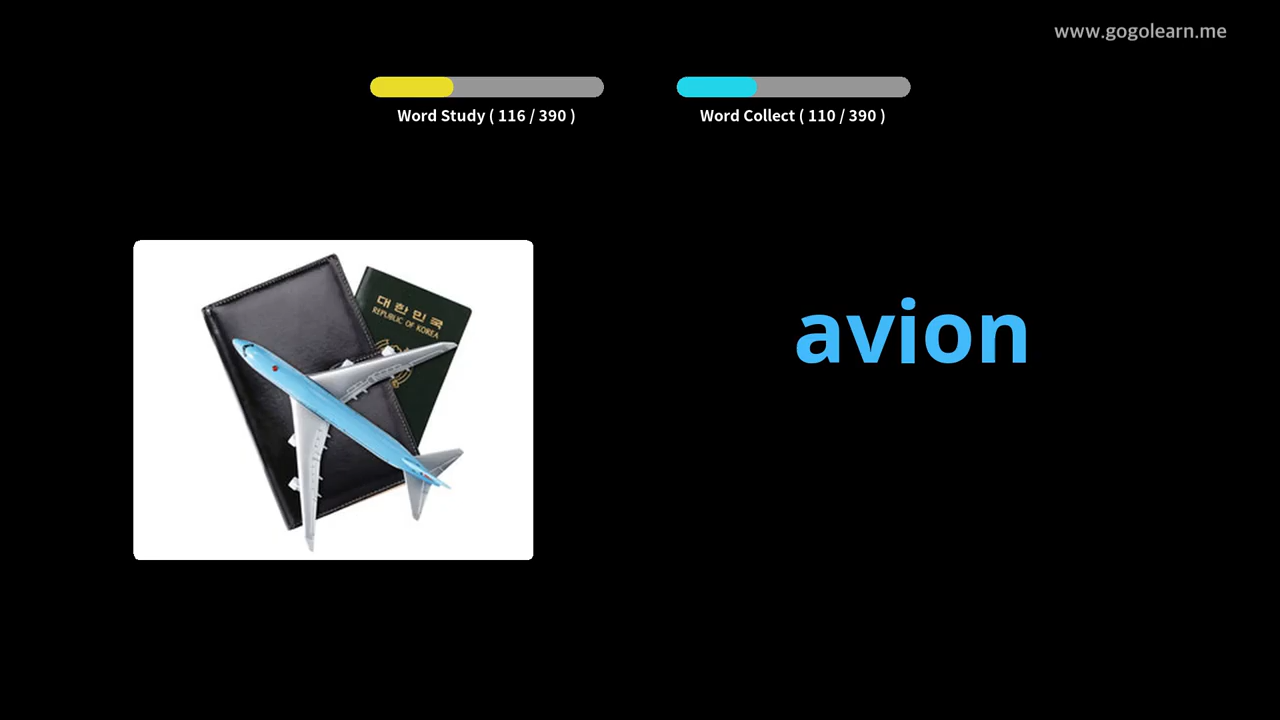 www.gogolearn.me
Word Study ( 116 / 390 )
Word Collect ( 110 / 390 )
대한민국
REPUBLIC OF KOREA
avion